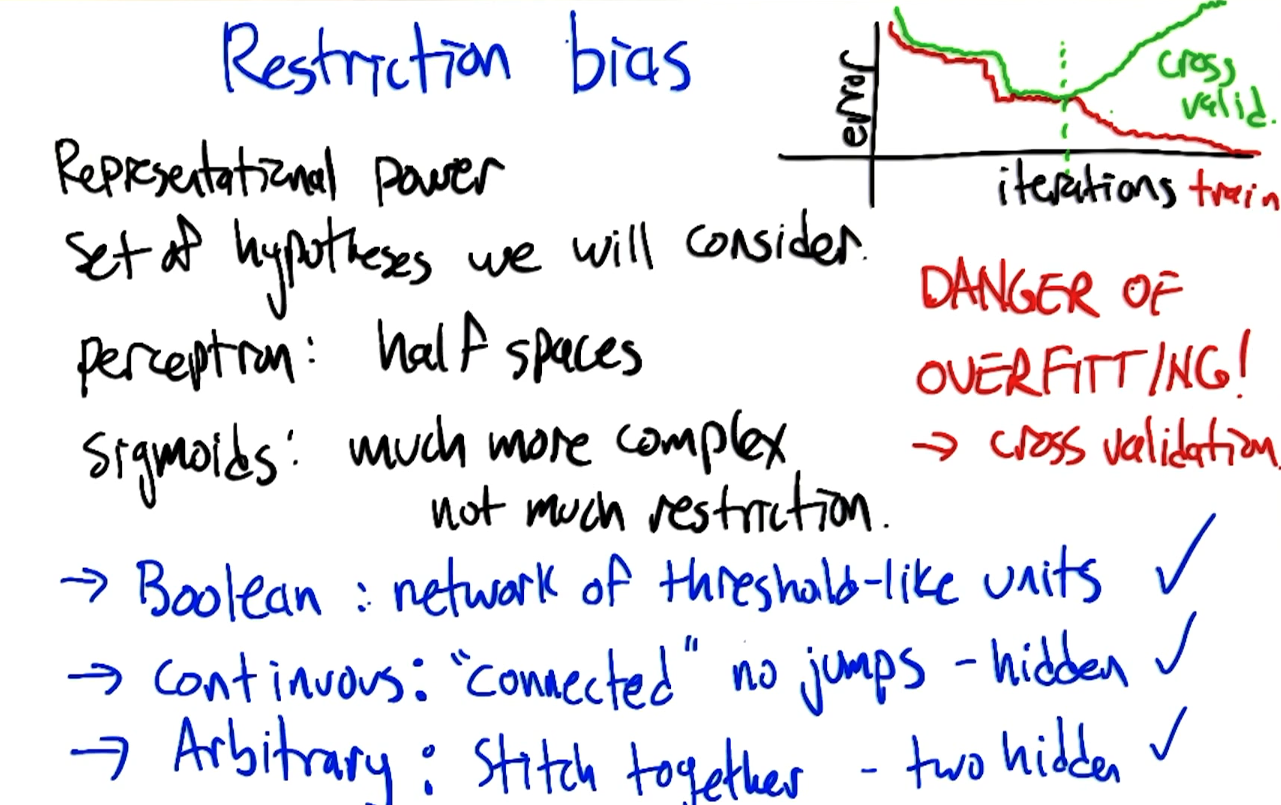 Restriction bias
Representational power
set of hypotheses we will consider.
perceptron: half spaces
sigmoids: much more complex
not much restriction.
→ Boolean : network of threshold-like units ✓
→ continuous: "connected" no jumps - hidden ✓
→ Arbitrary : Stitch together - two hidden ✓
error
cross
valid.
iterations train
DANGER OF
OVERFITTING!
→ cross validation.